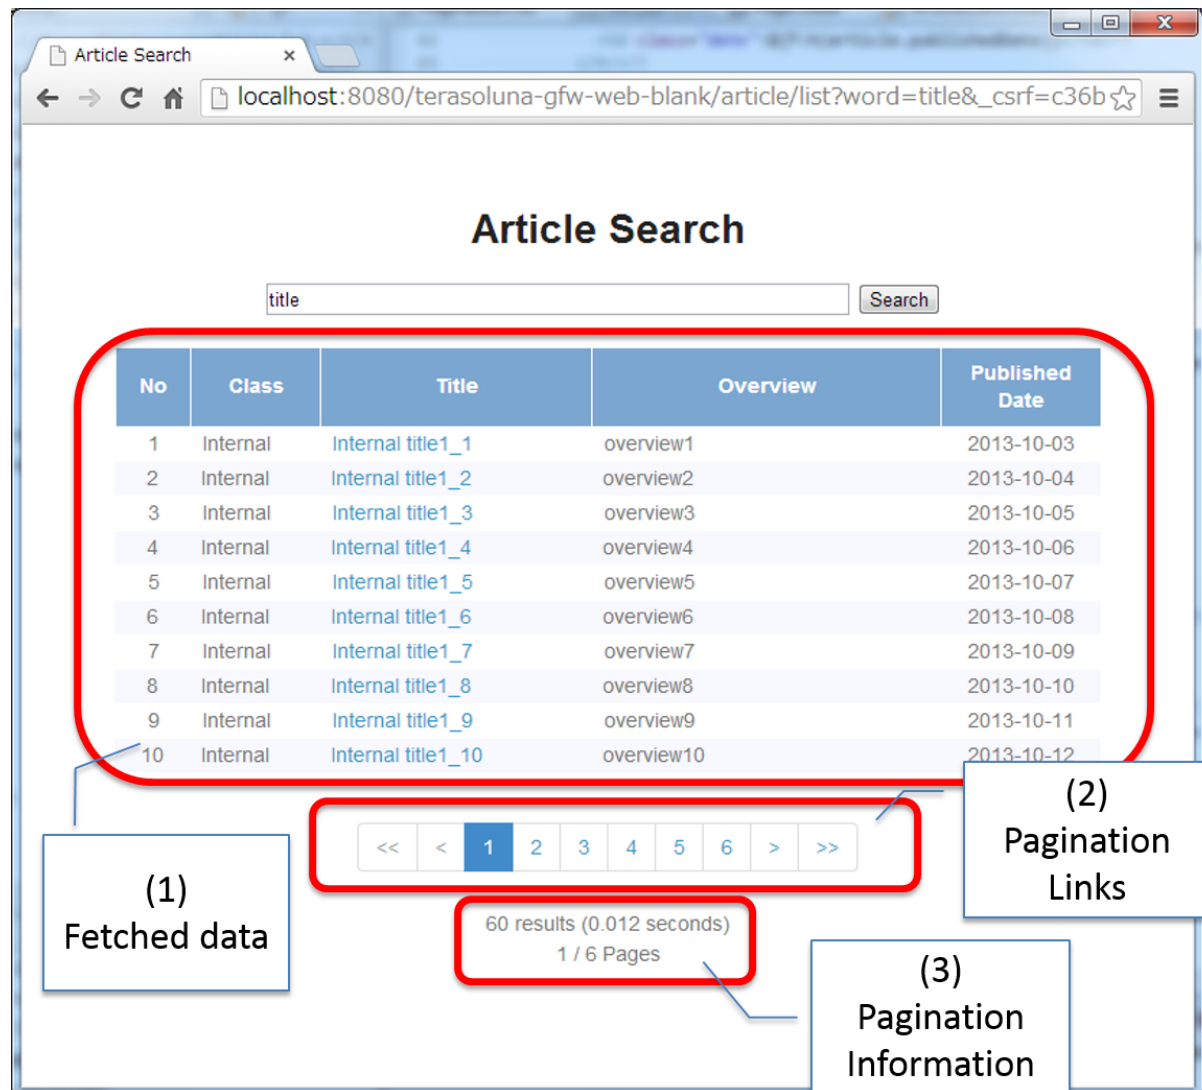 Article Search
localhost:8080/terasoluna-gfw-web-blank/article/list?word=title&_csrf=c36b
Article Search
title Search
No Class Title Overview Published Date
1 Internal Internal title1_1 overview1 2013-10-03
2 Internal Internal title1_2 overview2 2013-10-04
3 Internal Internal title1_3 overview3 2013-10-05
4 Internal Internal title1_4 overview4 2013-10-06
5 Internal Internal title1_5 overview5 2013-10-07
6 Internal Internal title1_6 overview6 2013-10-08
7 Internal Internal title1_7 overview7 2013-10-09
8 Internal Internal title1_8 overview8 2013-10-10
9 Internal Internal title1_9 overview9 2013-10-11
10 Internal Internal title1_10 overview10 2013-10-12
<< < 1 2 3 4 5 6 > >>
60 results (0.012 seconds)
1 / 6 Pages
(1)
Fetched data
(2)
Pagination
Links
(3)
Pagination
Information